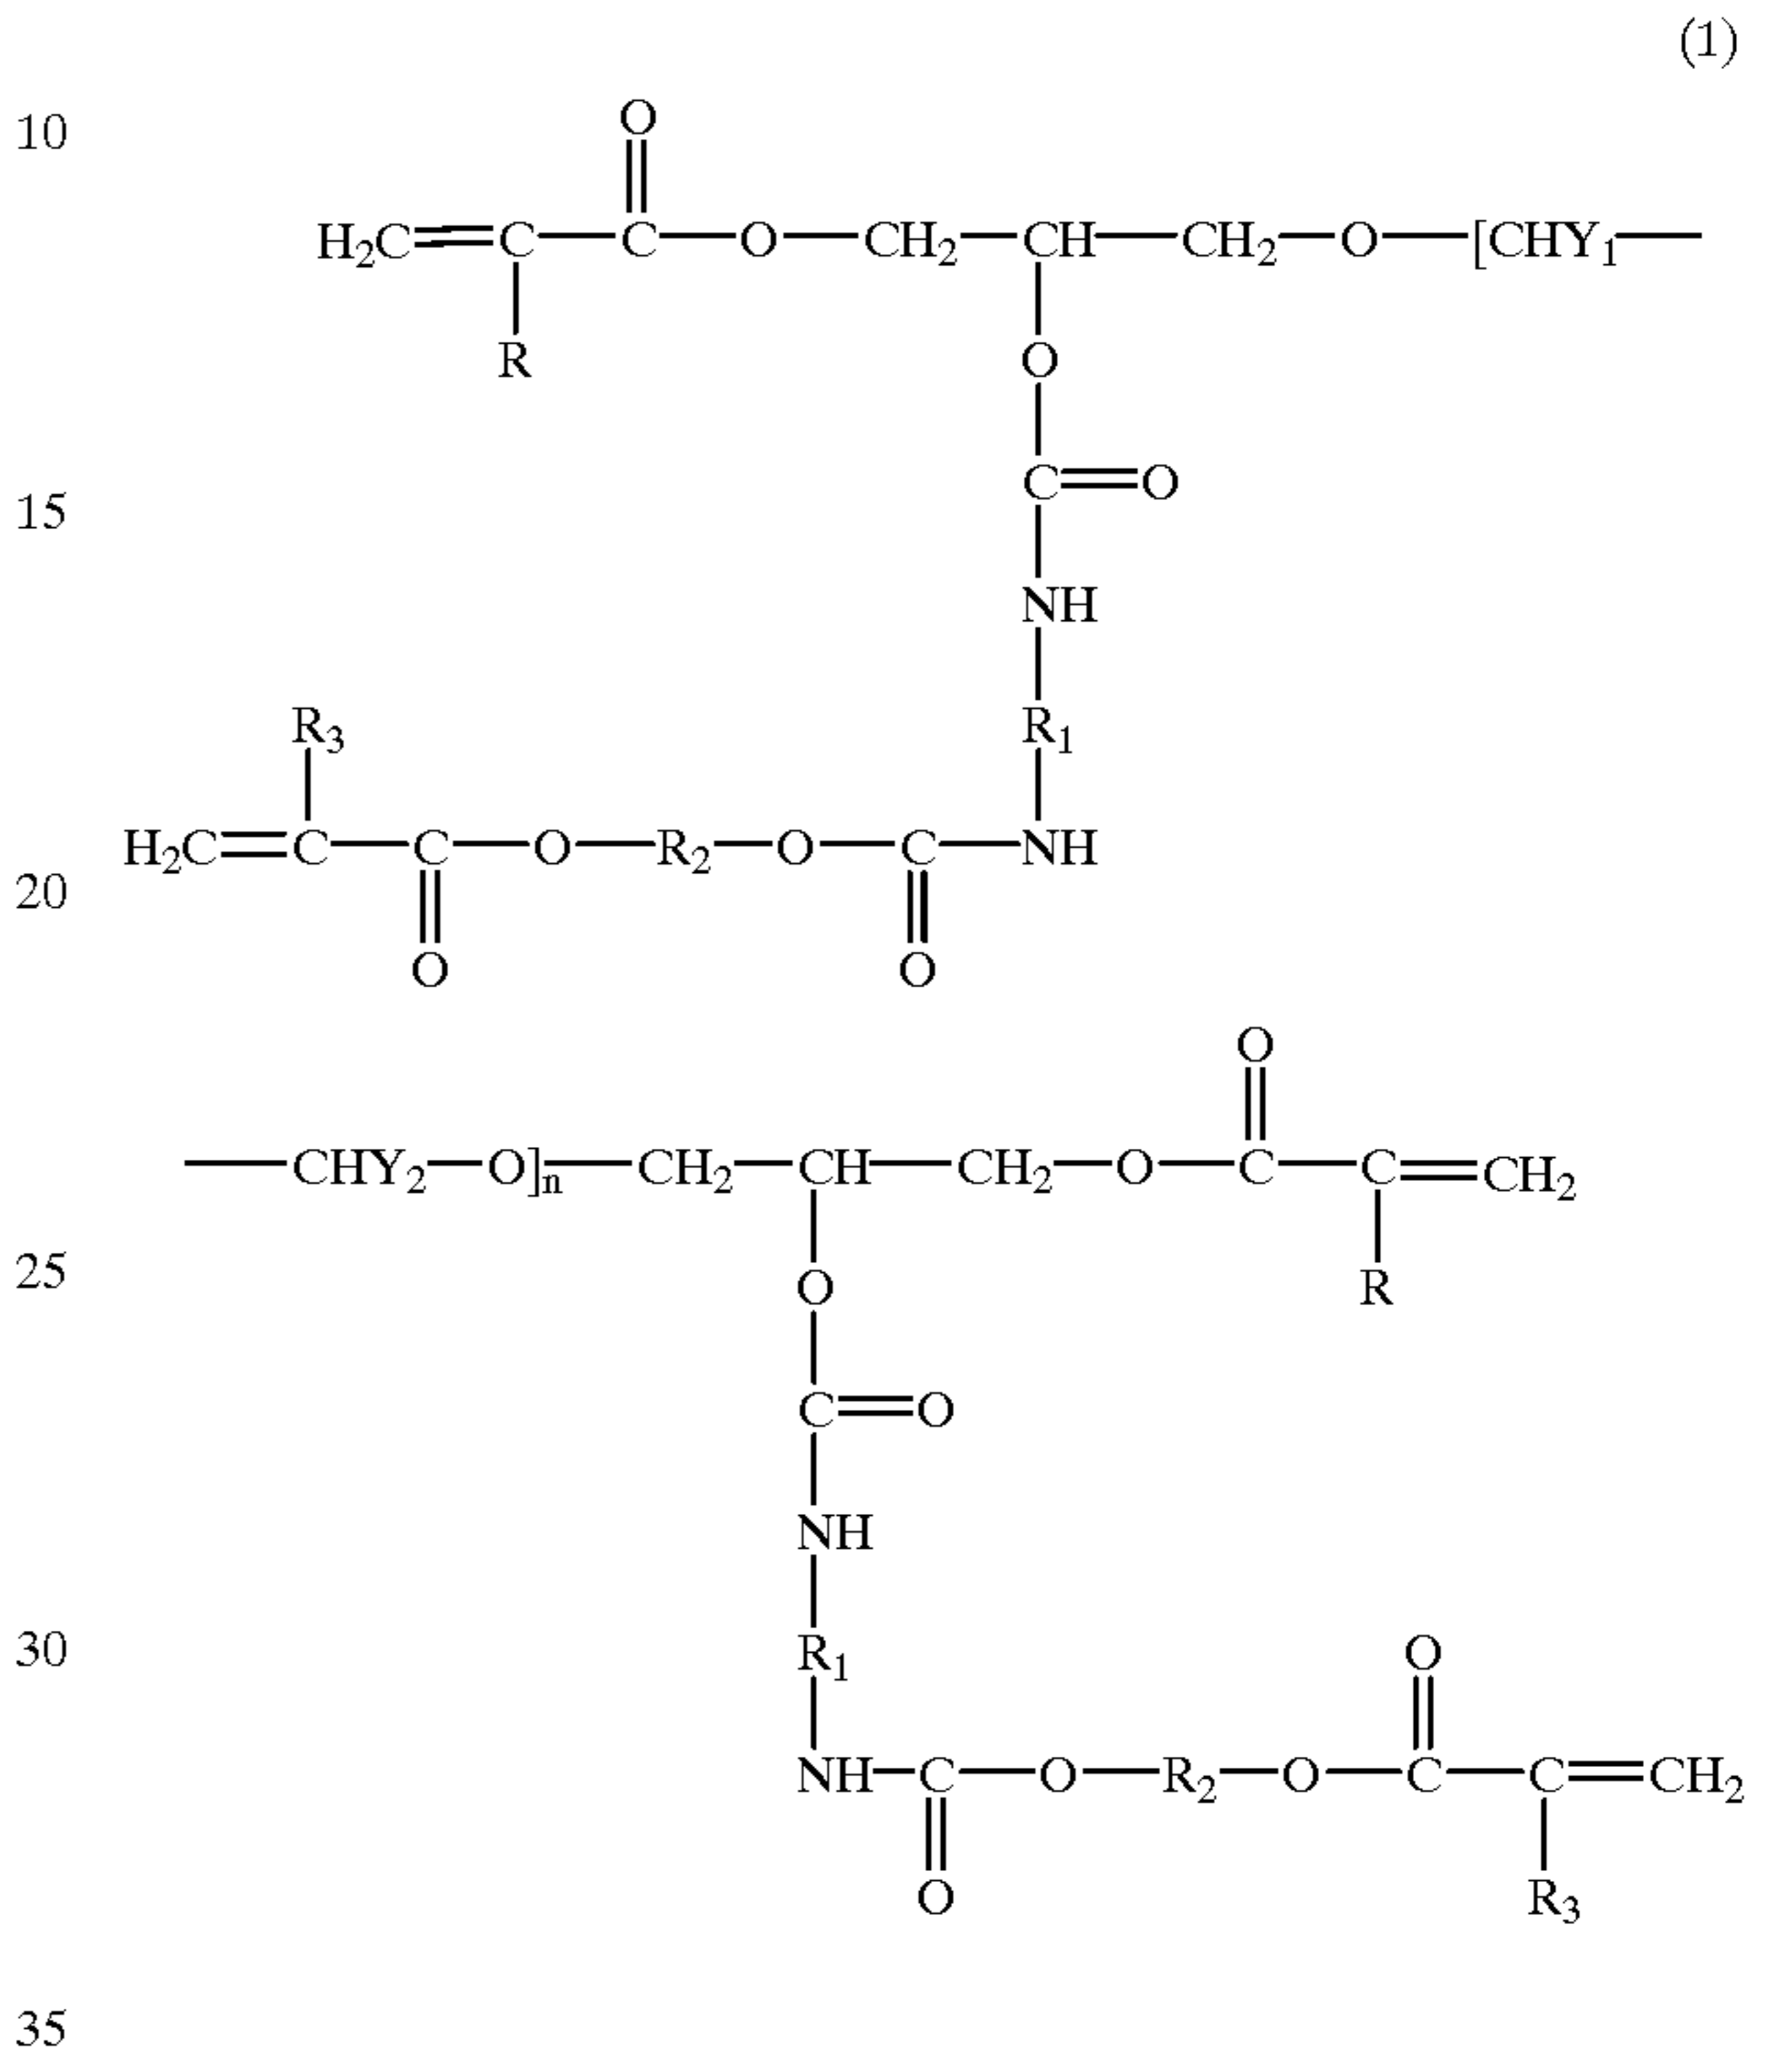 (1)
10
O
H₂C=C—C—O—CH₂—CH—CH₂—O—[CHY₁—
R
O
C=O
15
NH
R₃
R₁
H₂C=C—C—O—R₂—O—C—NH
20
O
O
O
—CHY₂—O]ₙ—CH₂—CH—CH₂—O—C—C=CH₂
25
O
R
C=O
NH
30
R₁
O
NH—C—O—R₂—O—C—C=CH₂
O
R₃
35